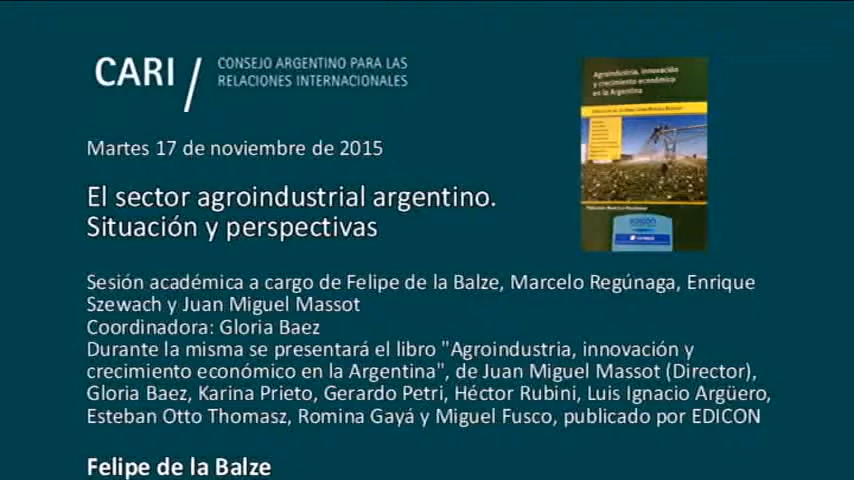 CARI
CONSEJO ARGENTINO PARA LAS
RELACIONES INTERNACIONALES
Agroindustria, innovación
y crecimiento económico
en la Argentina
EDICON
Martes 17 de noviembre de 2015
El sector agroindustrial argentino.
Situación y perspectivas
Sesión académica a cargo de Felipe de la Balze, Marcelo Regúnaga, Enrique
Szewach y Juan Miguel Massot
Coordinadora: Gloria Baez
Durante la misma se presentará el libro "Agroindustria, innovación y
crecimiento económico en la Argentina", de Juan Miguel Massot (Director),
Gloria Baez, Karina Prieto, Gerardo Petri, Héctor Rubini, Luis Ignacio Argüero,
Esteban Otto Thomasz, Romina Gayá y Miguel Fusco, publicado por EDICON
Felipe de la Balze